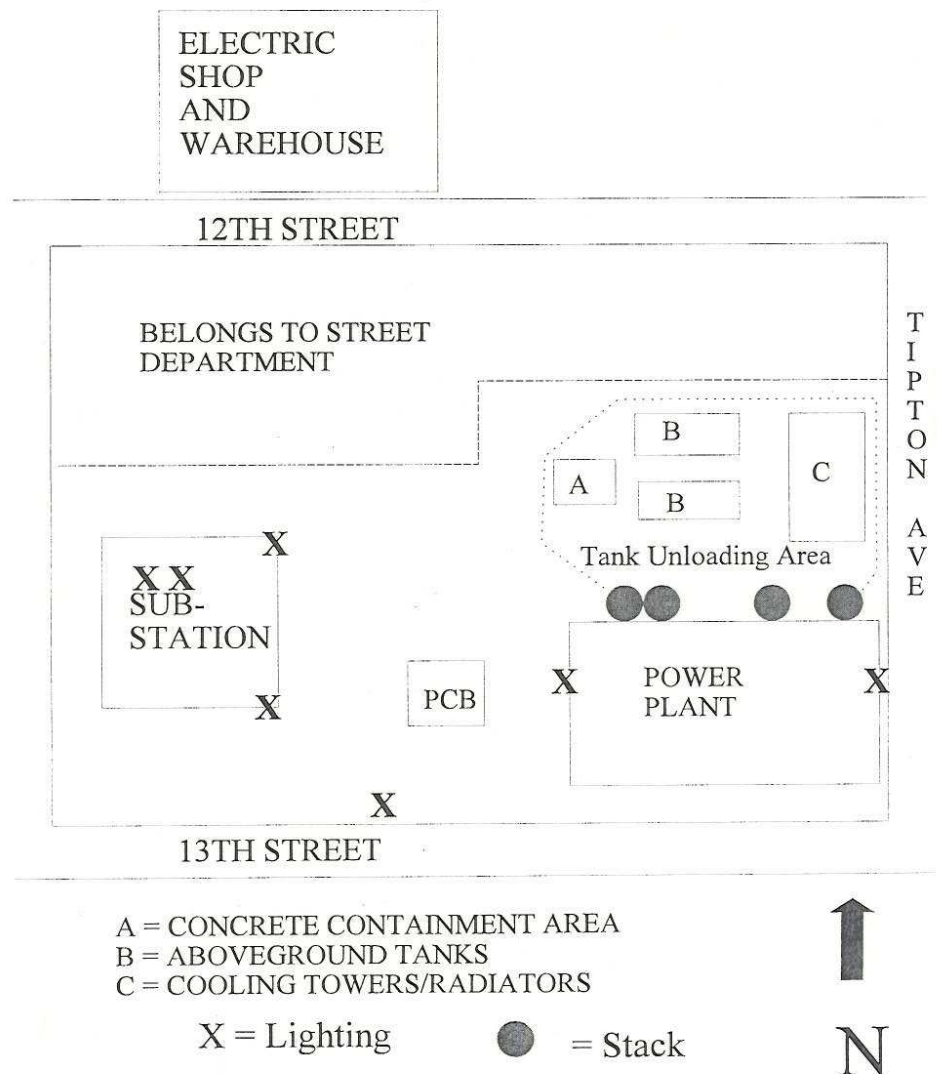 ELECTRIC
SHOP
AND
WAREHOUSE
12TH STREET
BELONGS TO STREET
DEPARTMENT
T
I
P
T
O
N
A
V
E
B
A
C
B
Tank Unloading Area
X
X X
SUB-
STATION
X
PCB
X
POWER
PLANT
X
X
13TH STREET
A = CONCRETE CONTAINMENT AREA
B = ABOVEGROUND TANKS
C = COOLING TOWERS/RADIATORS
X = Lighting
= Stack
N